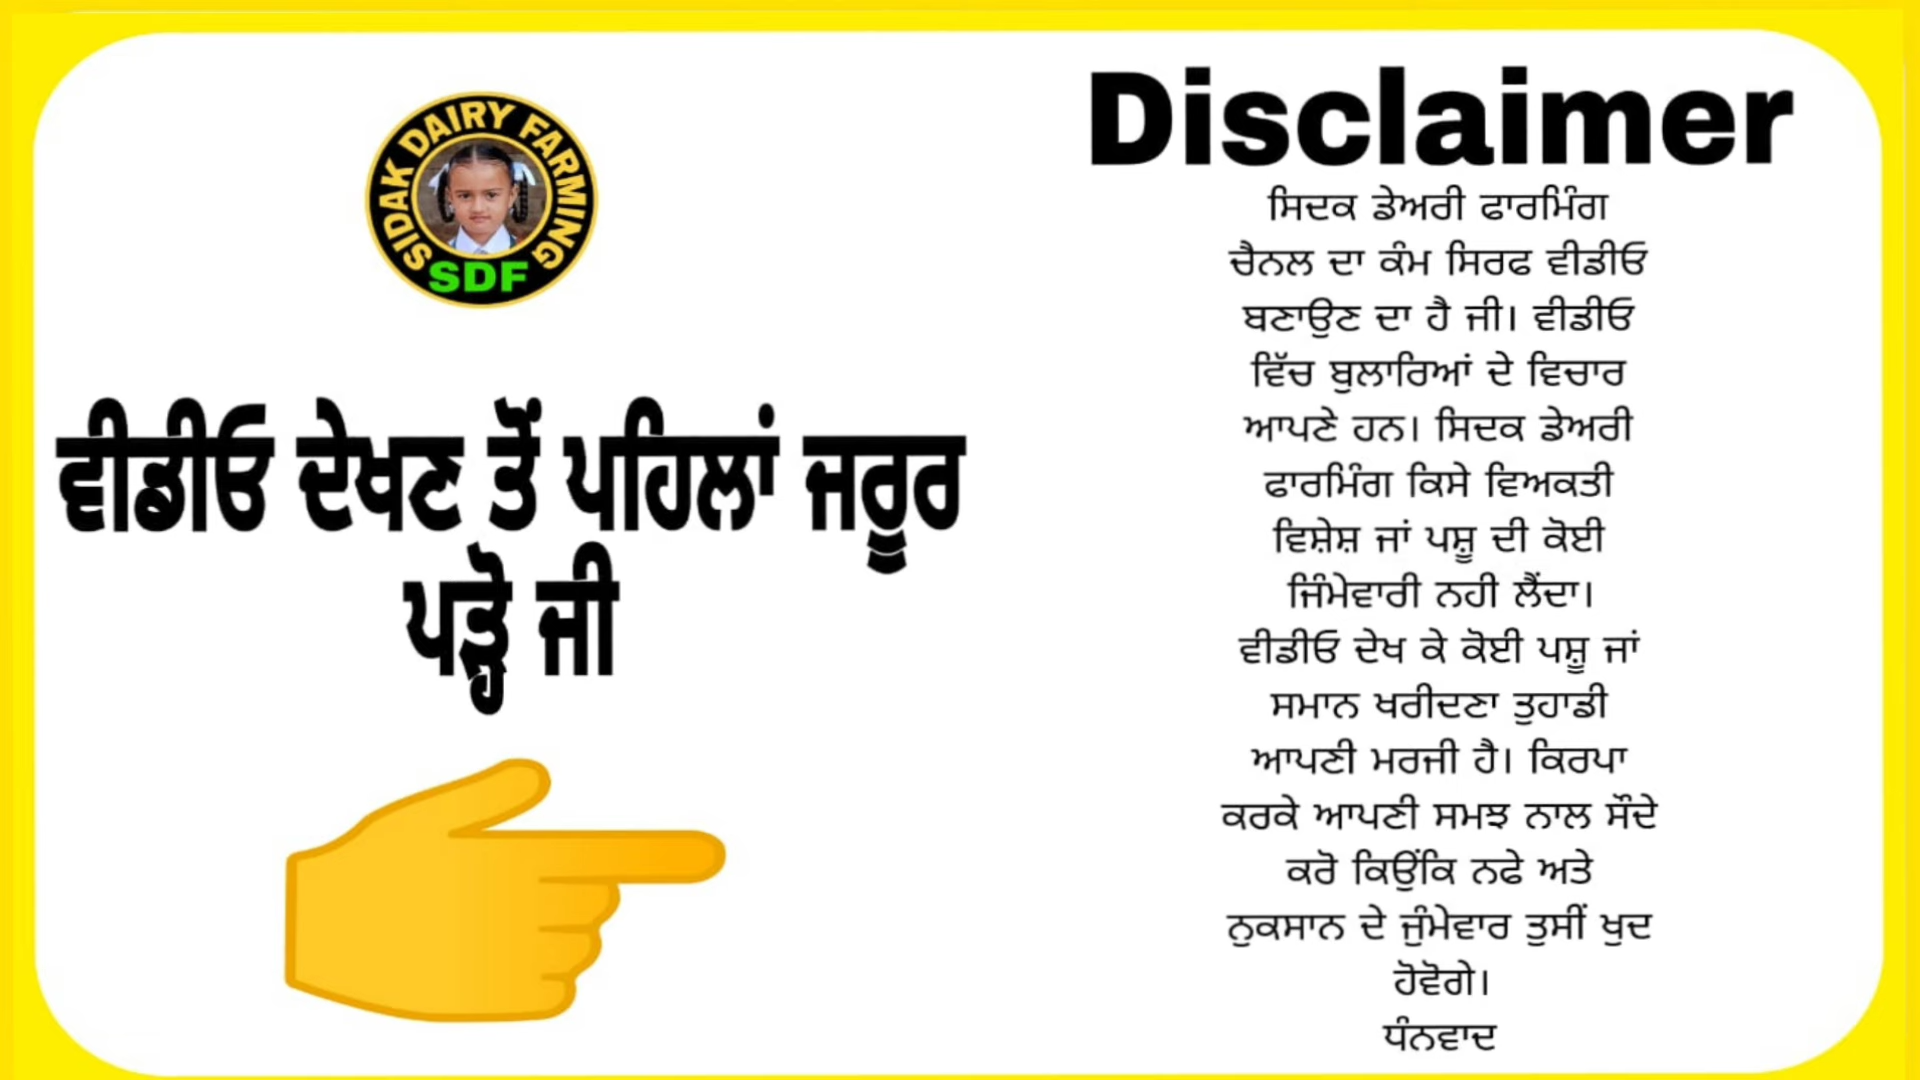 SIDAK DAIRY FARMING
SDF
ਵੀਡੀਓ ਦੇਖਣ ਤੋਂ ਪਹਿਲਾਂ ਜਰੂਰ
ਪੜ੍ਹੋ ਜੀ
Disclaimer
ਸਿਦਕ ਡੇਅਰੀ ਫਾਰਮਿੰਗ
ਚੈਨਲ ਦਾ ਕੰਮ ਸਿਰਫ ਵੀਡੀਓ
ਬਣਾਉਣ ਦਾ ਹੈ ਜੀ। ਵੀਡੀਓ
ਵਿੱਚ ਬੁਲਾਰਿਆਂ ਦੇ ਵਿਚਾਰ
ਆਪਣੇ ਹਨ। ਸਿਦਕ ਡੇਅਰੀ
ਫਾਰਮਿੰਗ ਕਿਸੇ ਵਿਅਕਤੀ
ਵਿਸ਼ੇਸ਼ ਜਾਂ ਪਸ਼ੂ ਦੀ ਕੋਈ
ਜਿੰਮੇਵਾਰੀ ਨਹੀ ਲੈਂਦਾ।
ਵੀਡੀਓ ਦੇਖ ਕੇ ਕੋਈ ਪਸ਼ੂ ਜਾਂ
ਸਮਾਨ ਖਰੀਦਣਾ ਤੁਹਾਡੀ
ਆਪਣੀ ਮਰਜੀ ਹੈ। ਕਿਰਪਾ
ਕਰਕੇ ਆਪਣੀ ਸਮਝ ਨਾਲ ਸੌਦੇ
ਕਰੋ ਕਿਉਂਕਿ ਨਫੇ ਅਤੇ
ਨੁਕਸਾਨ ਦੇ ਜੁੰਮੇਵਾਰ ਤੁਸੀਂ ਖੁਦ
ਹੋਵੋਗੇ।
ਧੰਨਵਾਦ